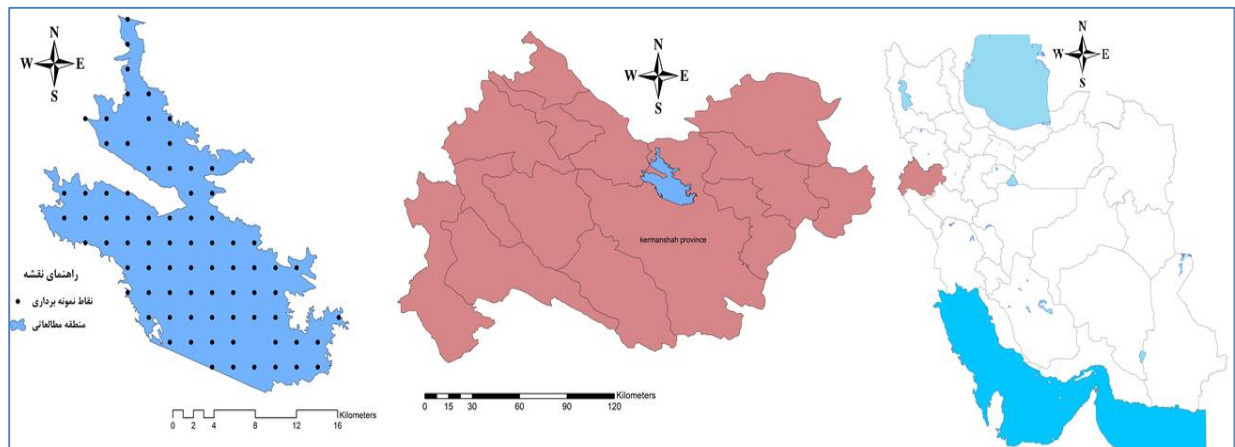 N
W E
S
راهنمای نقشه
نقاط نمونه برداری
منطقه مطالعاتی
Kilometers
0 1 2 4 8 12 16
N
W E
S
kermanshah province
Kilometers
0 15 30 60 90 120
N
W E
S